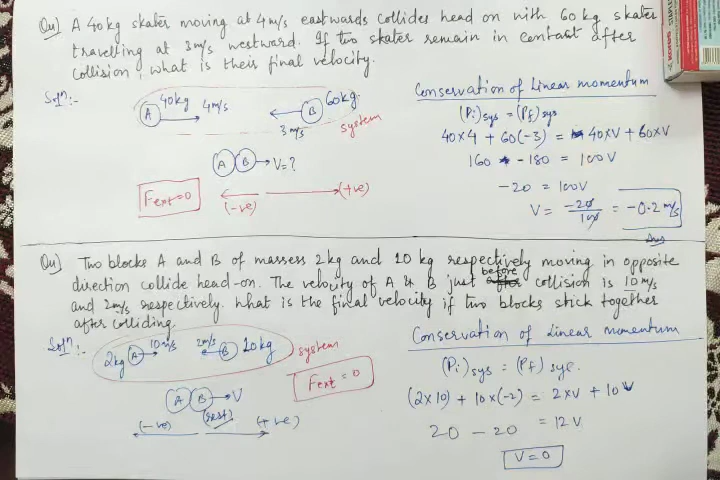 Qu) A 40kg skater moving at 4m/s eastwards collides head on with 60kg skater
travelling at 3m/s westward. If two skater remain in contact after
collision, what is their final velocity.
Soln:-
A 40kg 4m/s
B 60kg
3m/s
system
A B V=?
Fext=0
(-ve) (+ve)
Conservation of Linear momentum
(Pi)sys = (Pf)sys
40×4 + 60(-3) = 40×V + 60×V
160 - 180 = 100V
-20 = 100V
V = -20/100 = -0.2 m/s
Ans
Qu) Two blocks A and B of massess 2kg and 10 kg respectively moving in opposite
direction collide head-on. The velocity of A & B just before collision is 10 m/s
and 2m/s respectively. What is the final velocity if two blocks stick together
after colliding.
Soln:-
2kg A 10m/s 2m/s B 10kg
system
Fext = 0
A B V
(rest)
(-ve) (+ve)
Conservation of Linear momentum
(Pi)sys = (Pf)sys.
(2×10) + 10×(-2) = 2×V + 10V
20 - 20 = 12V
V=0